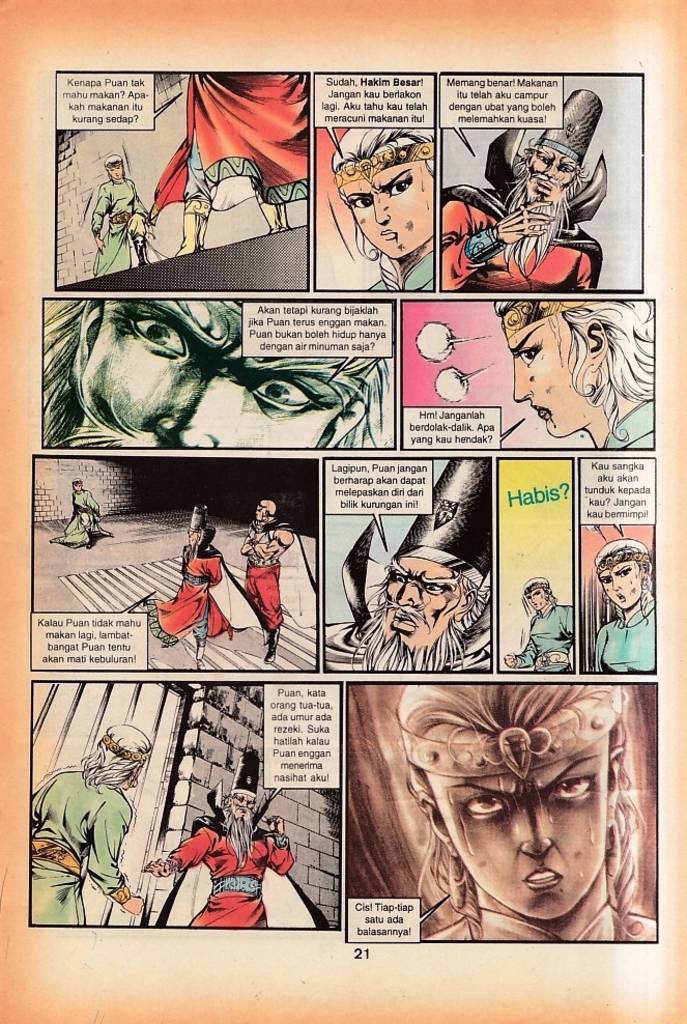 Kenapa Puan tak
mahu makan? Apa-
kah makanan itu
kurang sedap?
Sudah, Hakim Besar!
Jangan kau berlakon
lagi. Aku tahu kau telah
meracuni makanan itu!
Memang benar! Makanan
itu telah aku campur
dengan ubat yang boleh
melemahkan kuasa!
Akan tetapi kurang bijaklah
jika Puan terus enggan makan.
Puan bukan boleh hidup hanya
dengan air minuman saja?
Hm! Janganlah
berdolak-dalik. Apa
yang kau hendak?
Kalau Puan tidak mahu
makan lagi, lambat-
bangat Puan tentu
akan mati kebuluran!
Lagipun, Puan jangan
berharap akan dapat
melepaskan diri dari
bilik kurungan ini!
Habis?
Kau sangka
aku akan
tunduk kepada
kau? Jangan
kau bermimpi!
Puan, kata
orang tua-tua,
ada umur ada
rezeki. Suka
hatilah kalau
Puan enggan
menerima
nasihat aku!
Cis! Tiap-tiap
satu ada
balasannya!
21